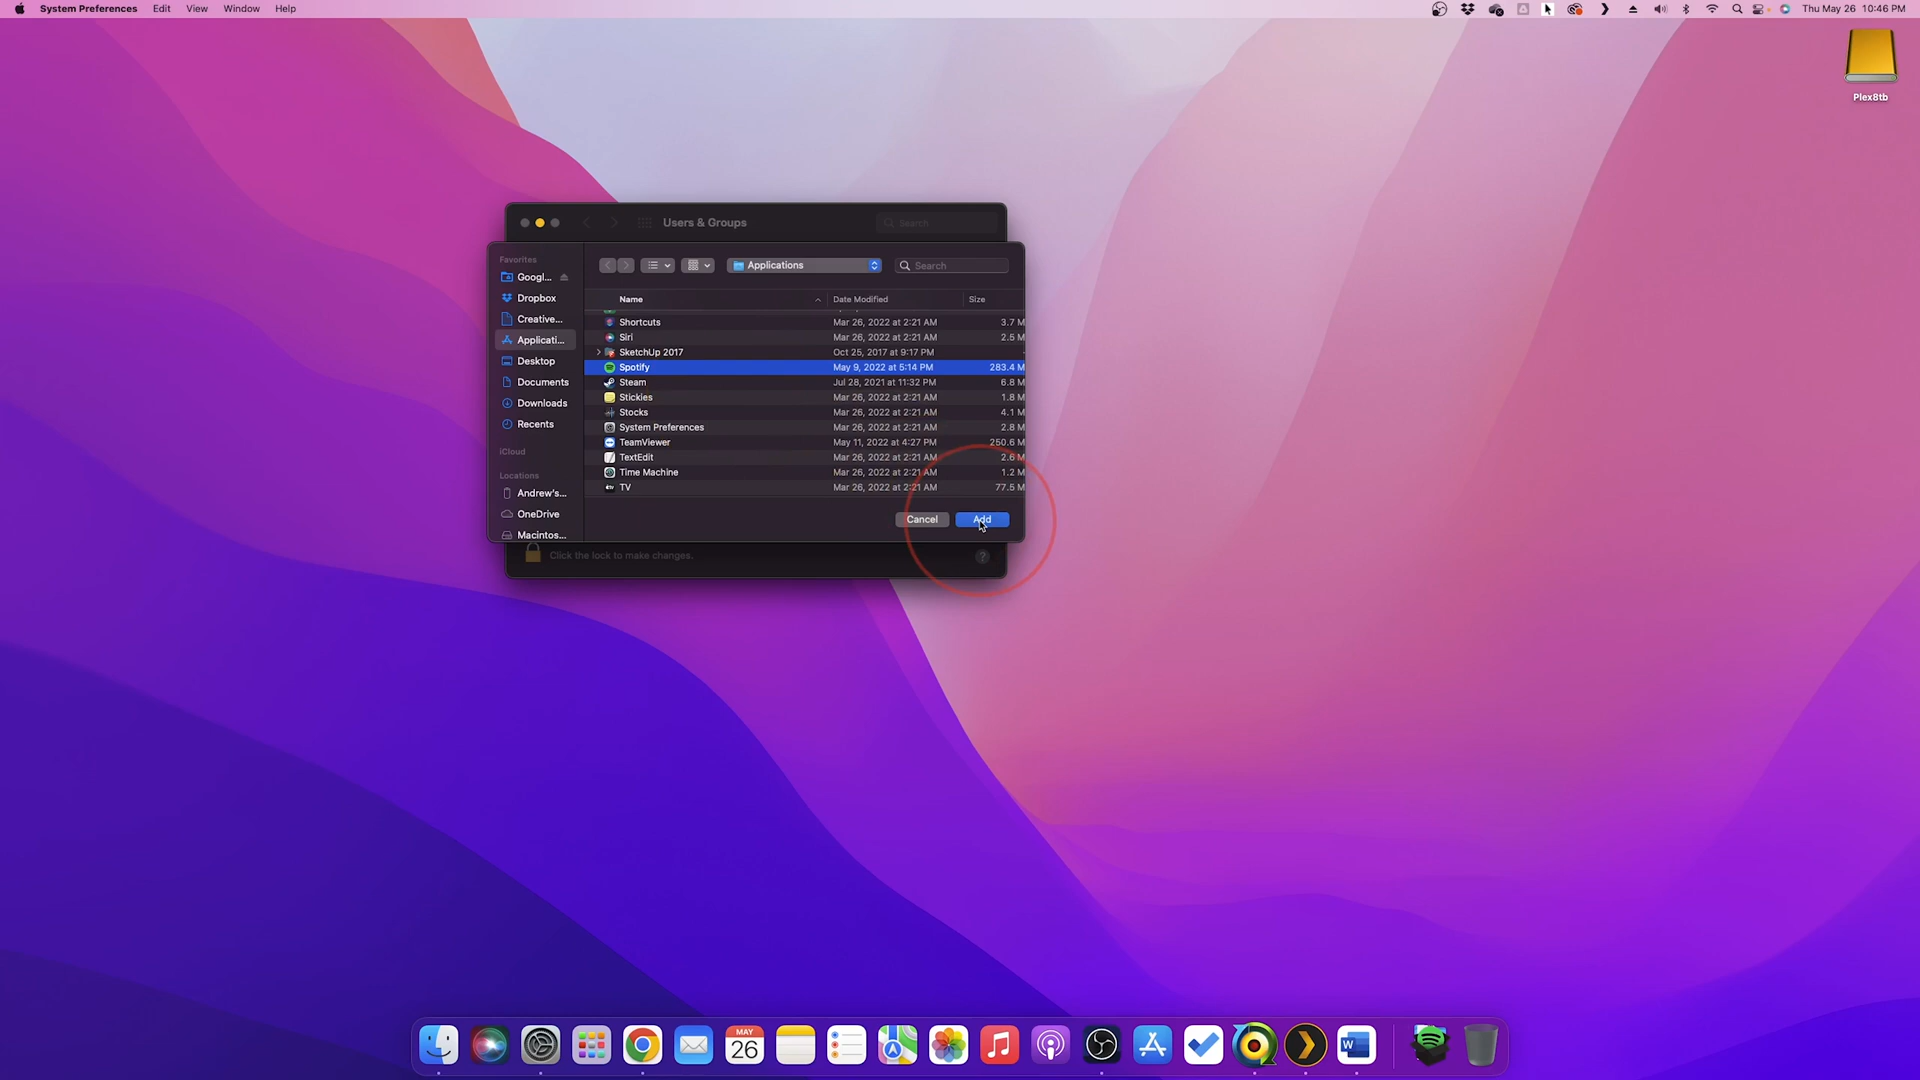 System Preferences Edit View Window Help
Thu May 26 10:46 PM
Plex8tb
Users & Groups
Search
Favorites
Googl...
Dropbox
Creative...
Applicati...
Desktop
Documents
Downloads
Recents
iCloud
Locations
Andrew's...
OneDrive
Macintos...
Applications
Search
Name Date Modified Size
Shortcuts Mar 26, 2022 at 2:21 AM 3.7 M
Siri Mar 26, 2022 at 2:21 AM 2.5 M
SketchUp 2017 Oct 25, 2017 at 9:17 PM
Spotify May 9, 2022 at 5:14 PM 283.4 M
Steam Jul 28, 2021 at 11:32 PM 6.8 M
Stickies Mar 26, 2022 at 2:21 AM 1.8 M
Stocks Mar 26, 2022 at 2:21 AM 4.1 M
System Preferences Mar 26, 2022 at 2:21 AM 2.8 M
TeamViewer May 11, 2022 at 4:27 PM 250.6 M
TextEdit Mar 26, 2022 at 2:21 AM 2.6 M
Time Machine Mar 26, 2022 at 2:21 AM 1.2 M
TV Mar 26, 2022 at 2:21 AM 77.5 M
Cancel Add
Click the lock to make changes.
?
MAY
26
W